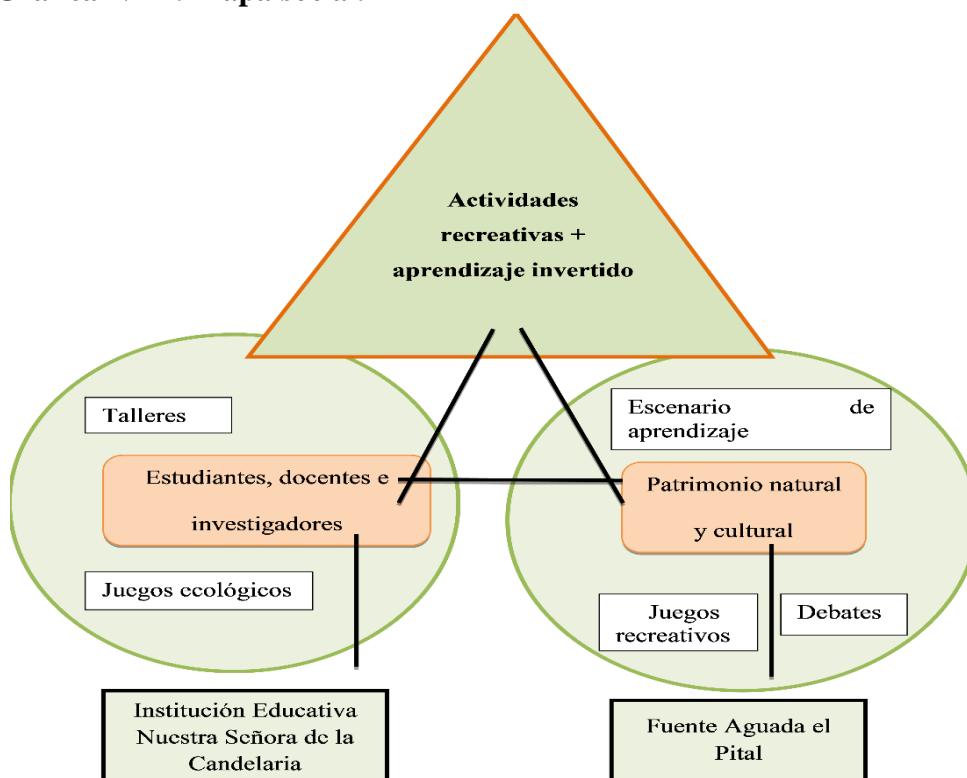 Actividades
recreativas +
aprendizaje invertido
Talleres
Estudiantes, docentes e
investigadores
Juegos ecológicos
Escenario de
aprendizaje
Patrimonio natural
y cultural
Juegos
recreativos
Debates
Institución Educativa
Nuestra Señora de la
Candelaria
Fuente Aguada el
Pital